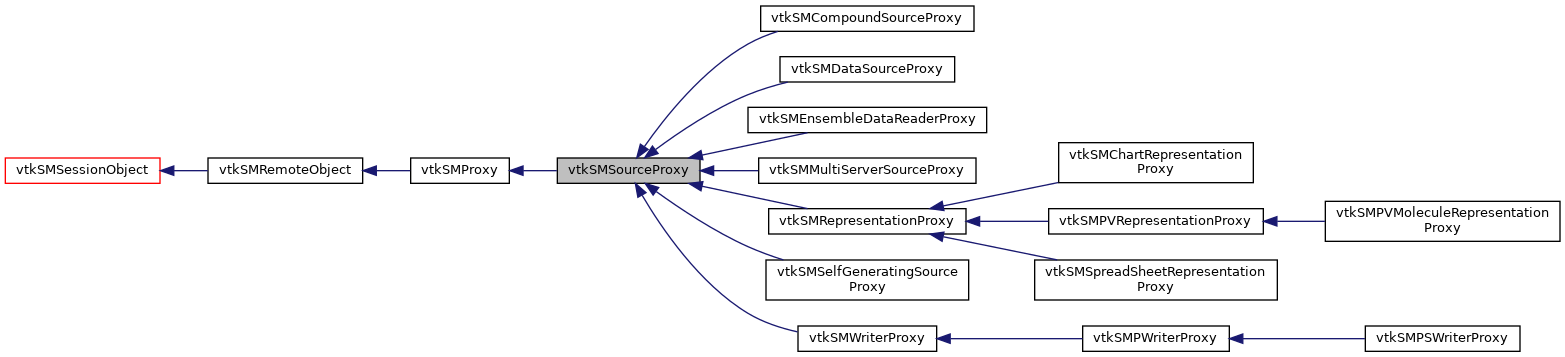 vtkSMCompoundSourceProxy
vtkSMDataSourceProxy
vtkSMEnsembleDataReaderProxy
vtkSMSessionObject
vtkSMRemoteObject
vtkSMProxy
vtkSMSourceProxy
vtkSMMultiServerSourceProxy
vtkSMChartRepresentation
Proxy
vtkSMRepresentationProxy
vtkSMPVRepresentationProxy
vtkSMPVMoleculeRepresentation
Proxy
vtkSMSelfGeneratingSource
Proxy
vtkSMSpreadSheetRepresentation
Proxy
vtkSMWriterProxy
vtkSMPWriterProxy
vtkSMPSWriterProxy